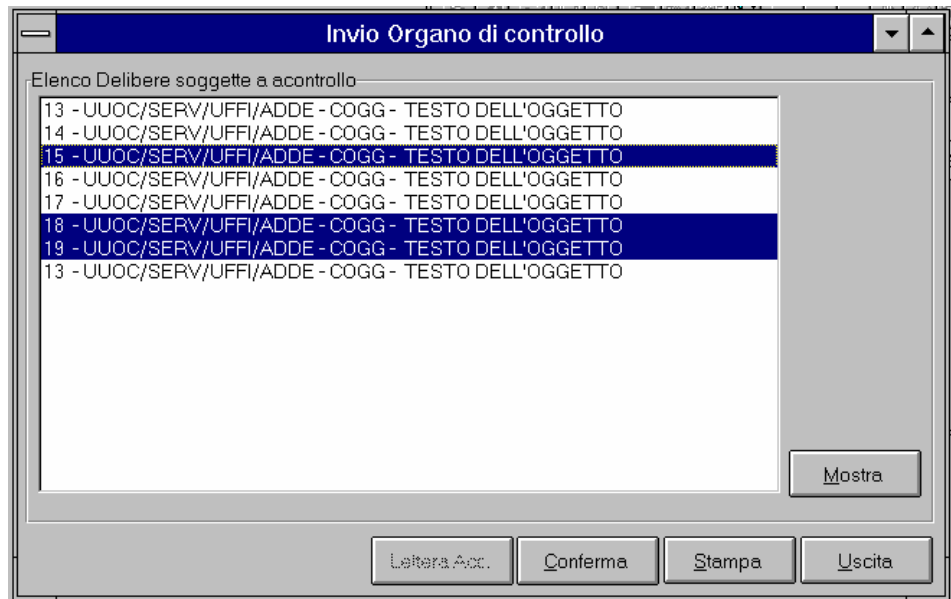 Invio Organo di controllo
Elenco Delibere soggette a acontrollo
13 - UUOC/SERV/UFFI/ADDE - COGG - TESTO DELL'OGGETTO
14 - UUOC/SERV/UFFI/ADDE - COGG - TESTO DELL'OGGETTO
15 - UUOC/SERV/UFFI/ADDE - COGG - TESTO DELL'OGGETTO
16 - UUOC/SERV/UFFI/ADDE - COGG - TESTO DELL'OGGETTO
17 - UUOC/SERV/UFFI/ADDE - COGG - TESTO DELL'OGGETTO
18 - UUOC/SERV/UFFI/ADDE - COGG - TESTO DELL'OGGETTO
19 - UUOC/SERV/UFFI/ADDE - COGG - TESTO DELL'OGGETTO
13 - UUOC/SERV/UFFI/ADDE - COGG - TESTO DELL'OGGETTO
Mostra
Lettera Acc. Conferma Stampa Uscita